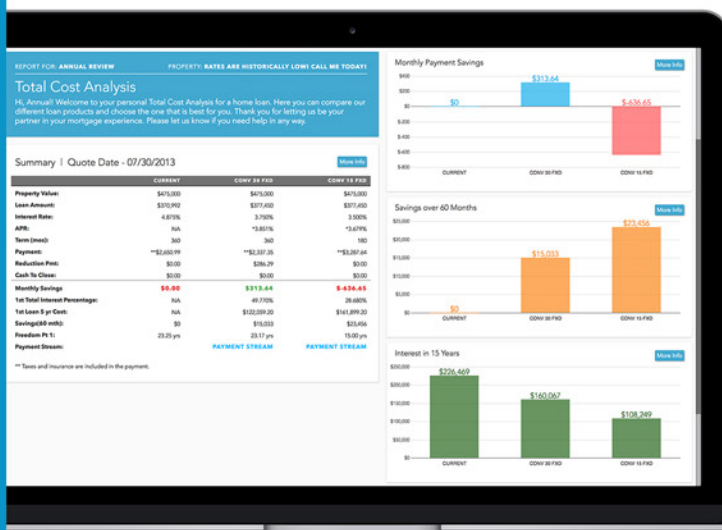 REPORT FOR: ANNUAL REVIEW PROPERTY: RATES ARE HISTORICALLY LOW! CALL ME TODAY!
Total Cost Analysis
Hi, Annual! Welcome to your personal Total Cost Analysis for a home loan. Here you can compare our
different loan products and choose the one that is best for you. Thank you for letting us be your
partner in your mortgage experience. Please let us know if you need help in any way.
Summary | Quote Date - 07/30/2013 More Info
CURRENT CONV 30 FXD CONV 15 FXD
Property Value: $475,000 $475,000 $475,000
Loan Amount: $370,992 $377,450 $377,450
Interest Rate: 4.875% 3.750% 3.500%
APR: NA *3.851% *3.679%
Term (mos): 360 360 180
Payment: **$2,650.99 **$2,337.35 **$3,287.64
Reduction Pmt: $0.00 $286.29 $0.00
Cash To Close: $0.00 $0.00 $0.00
Monthly Savings $0.00 $313.64 $-636.65
1st Total Interest Percentage: NA 49.770% 28.680%
1st Loan 5 yr Cost: NA $122,059.20 $161,899.20
Savings(60 mth): $0 $15,033 $23,456
Freedom Pt 1: 23.25 yrs 23.17 yrs 15.00 yrs
Payment Stream: PAYMENT STREAM PAYMENT STREAM
** Taxes and insurance are included in the payment.
Monthly Payment Savings More Info
$400
$200
$0
$-200
$-400
$-600
$-800
$0 $313.64 $-636.65
CURRENT CONV 30 FXD CONV 15 FXD
Savings over 60 Months More Info
$25,000
$20,000
$15,000
$10,000
$5,000
$0
$0 $15,033 $23,456
CURRENT CONV 30 FXD CONV 15 FXD
Interest in 15 Years More Info
$250,000
$200,000
$150,000
$100,000
$50,000
$0
$226,469 $160,067 $108,249
CURRENT CONV 30 FXD CONV 15 FXD